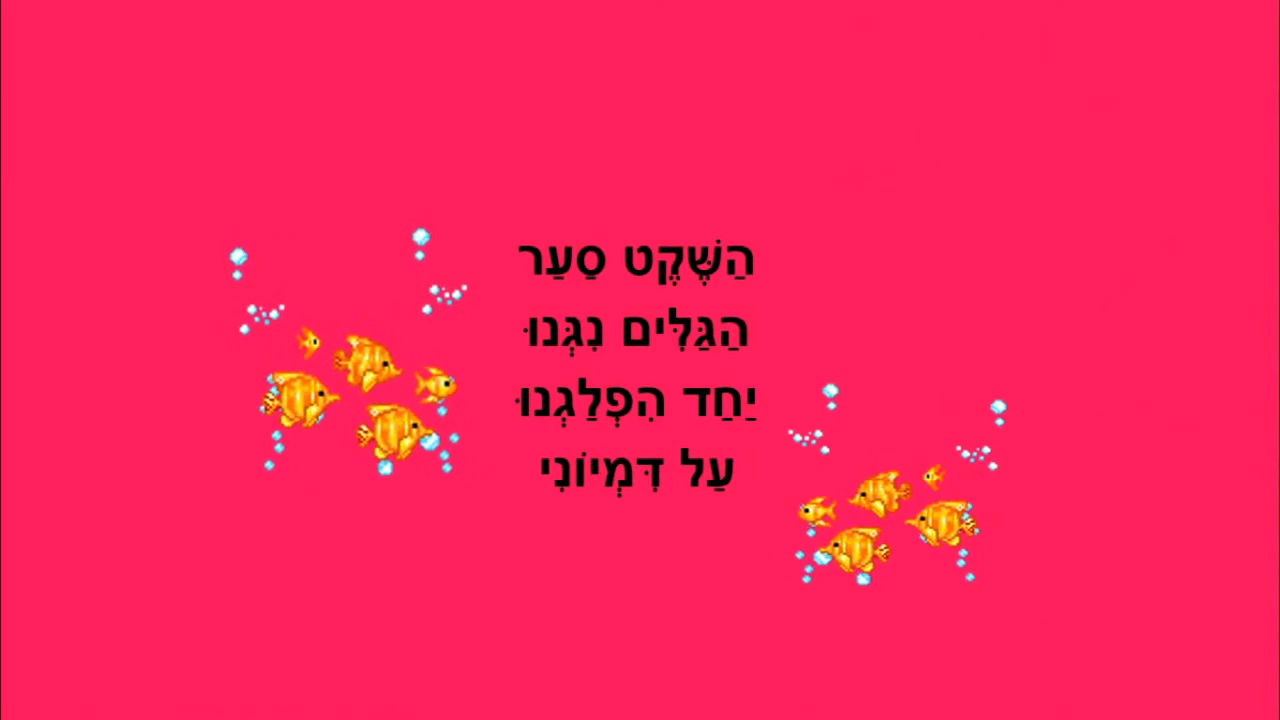 הַשֶּׁקֶט סַעַר
הַגַּלִּים נִגְּנוּ
יַחַד הִפְלַגְנוּ
עַל דִּמְיוֹנִי